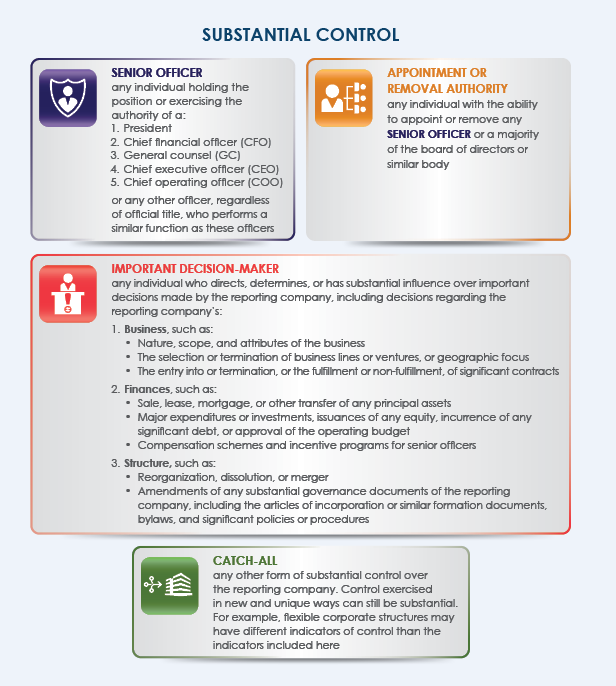 SUBSTANTIAL CONTROL
SENIOR OFFICER
any individual holding the
position or exercising the
authority of a:
1. President
2. Chief financial officer (CFO)
3. General counsel (GC)
4. Chief executive officer (CEO)
5. Chief operating officer (COO)
or any other officer, regardless
of official title, who performs a
similar function as these officers
APPOINTMENT OR
REMOVAL AUTHORITY
any individual with the ability
to appoint or remove any
SENIOR OFFICER or a majority
of the board of directors or
similar body
IMPORTANT DECISION-MAKER
any individual who directs, determines, or has substantial influence over important
decisions made by the reporting company, including decisions regarding the
reporting company's:
1. Business, such as:
• Nature, scope, and attributes of the business
• The selection or termination of business lines or ventures, or geographic focus
• The entry into or termination, or the fulfillment or non-fulfillment, of significant contracts
2. Finances, such as:
• Sale, lease, mortgage, or other transfer of any principal assets
• Major expenditures or investments, issuances of any equity, incurrence of any
significant debt, or approval of the operating budget
• Compensation schemes and incentive programs for senior officers
3. Structure, such as:
• Reorganization, dissolution, or merger
• Amendments of any substantial governance documents of the reporting
company, including the articles of incorporation or similar formation documents,
bylaws, and significant policies or procedures
CATCH-ALL
any other form of substantial control over
the reporting company. Control exercised
in new and unique ways can still be substantial.
For example, flexible corporate structures may
have different indicators of control than the
indicators included here